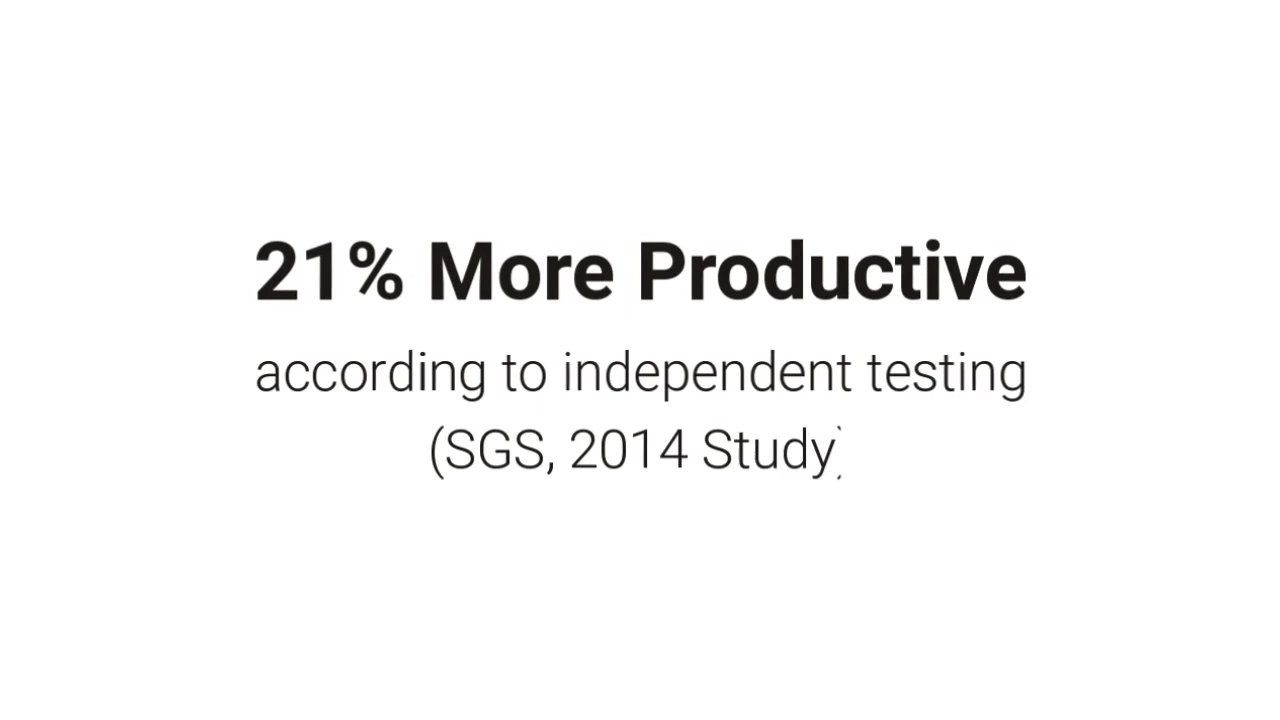 21% More Productive
according to independent testing
(SGS, 2014 Study)